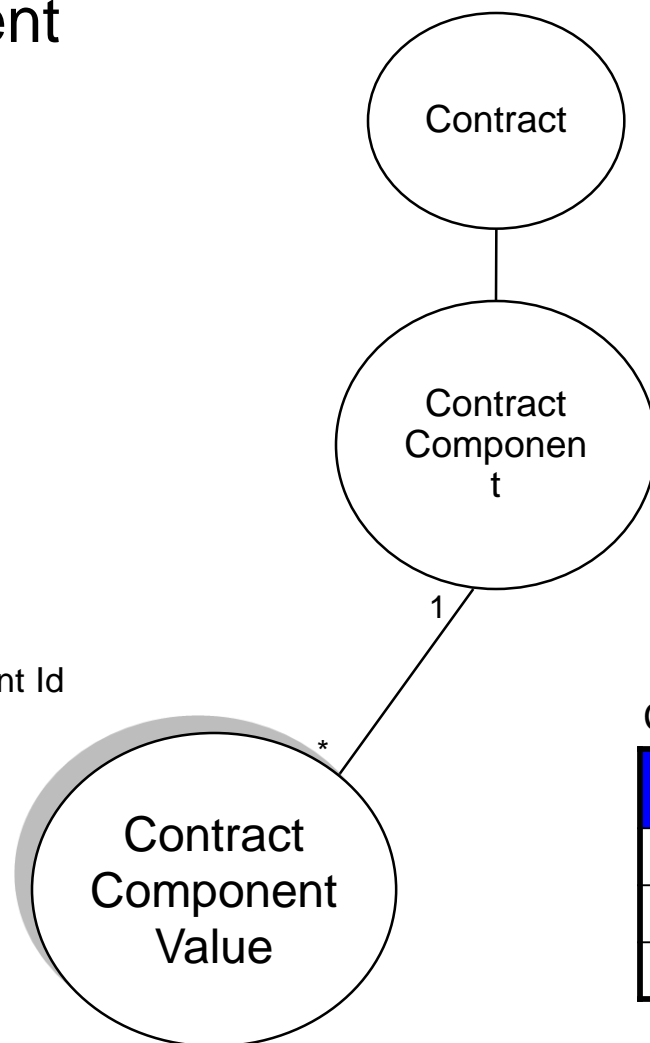 ent
Contract
Contract
Componen
t
1
nt Id
*
Contract
Component
Value